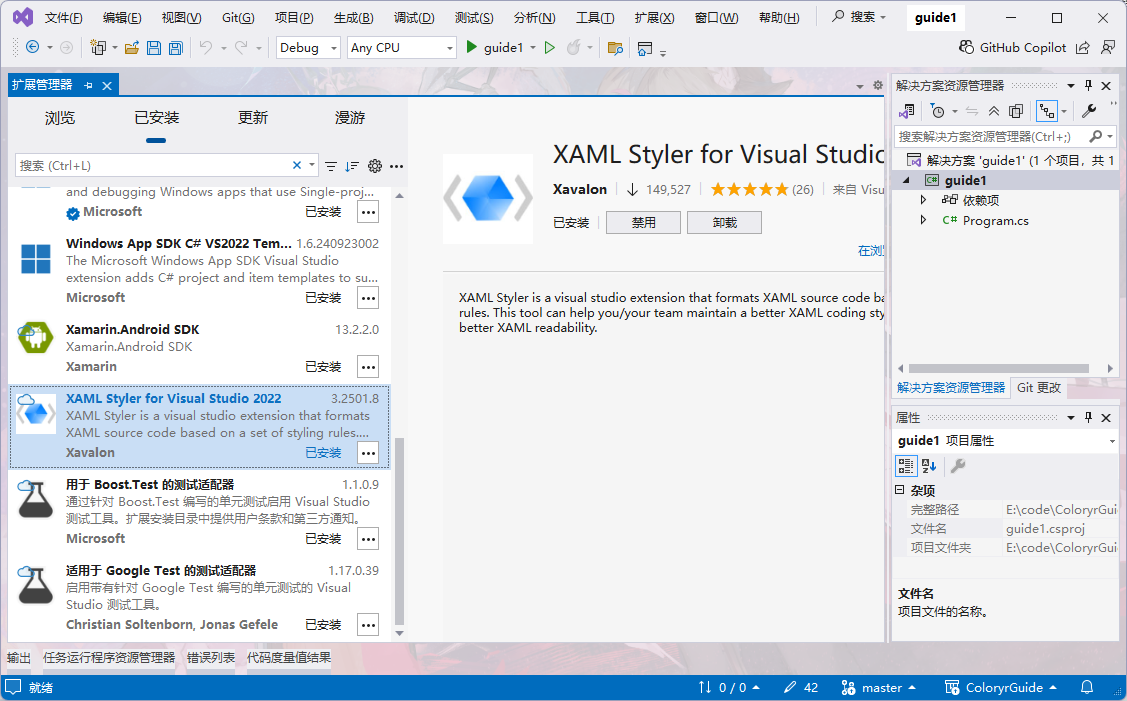 文件(F) 编辑(E) 视图(V) Git(G) 项目(P) 生成(B) 调试(D) 测试(S) 分析(N) 工具(T) 扩展(X) 窗口(W) 帮助(H) 搜索 guide1
Debug Any CPU guide1 GitHub Copilot
扩展管理器
浏览 已安装 更新 漫游
搜索 (Ctrl+L)
and debugging Windows apps that use Single-proj...
Microsoft 已安装
Windows App SDK C# VS2022 Tem... 1.6.240923002
The Microsoft Windows App SDK Visual Studio
extension adds C# project and item templates to su...
Microsoft 已安装
Xamarin.Android SDK 13.2.2.0
Xamarin.Android SDK
Xamarin 已安装
XAML Styler for Visual Studio 2022 3.2501.8
XAML Styler is a visual studio extension that formats
XAML source code based on a set of styling rules....
Xavalon 已安装
用于 Boost.Test 的测试适配器 1.1.0.9
通过针对 Boost.Test 编写的单元测试启用 Visual Studio
测试工具。扩展安装目录中提供用户条款和第三方通知。
Microsoft 已安装
适用于 Google Test 的测试适配器 1.17.0.39
启用带有针对 Google Test 编写的单元测试的 Visual
Studio 测试工具。
Christian Soltenborn, Jonas Gefele 已安装
XAML Styler for Visual Studic
Xavalon 149,527 (26) 来自 Visu
已安装 禁用 卸载
在浏
XAML Styler is a visual studio extension that formats XAML source code ba
rules. This tool can help you/your team maintain a better XAML coding sty
better XAML readability.
解决方案资源管理器
搜索解决方案资源管理器(Ctrl+;)
解决方案 'guide1' (1 个项目，共 1
guide1
依赖项
C# Program.cs
解决方案资源管理器 Git 更改
属性
guide1 项目属性
杂项
完整路径 E:\code\ColoryrGui
文件名 guide1.csproj
项目文件夹 E:\code\ColoryrGui
文件名
项目文件的名称。
输出 任务运行程序资源管理器 错误列表 代码度量值结果
就绪 0 / 0 42 master ColoryrGuide